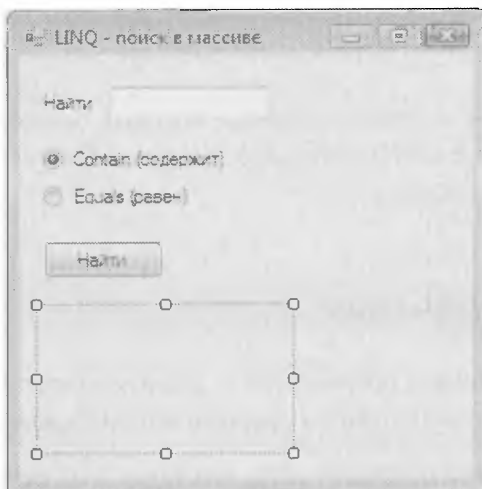 LINQ - поиск в массиве
Найти
Contain (содержит)
Equals (равен)
Найти